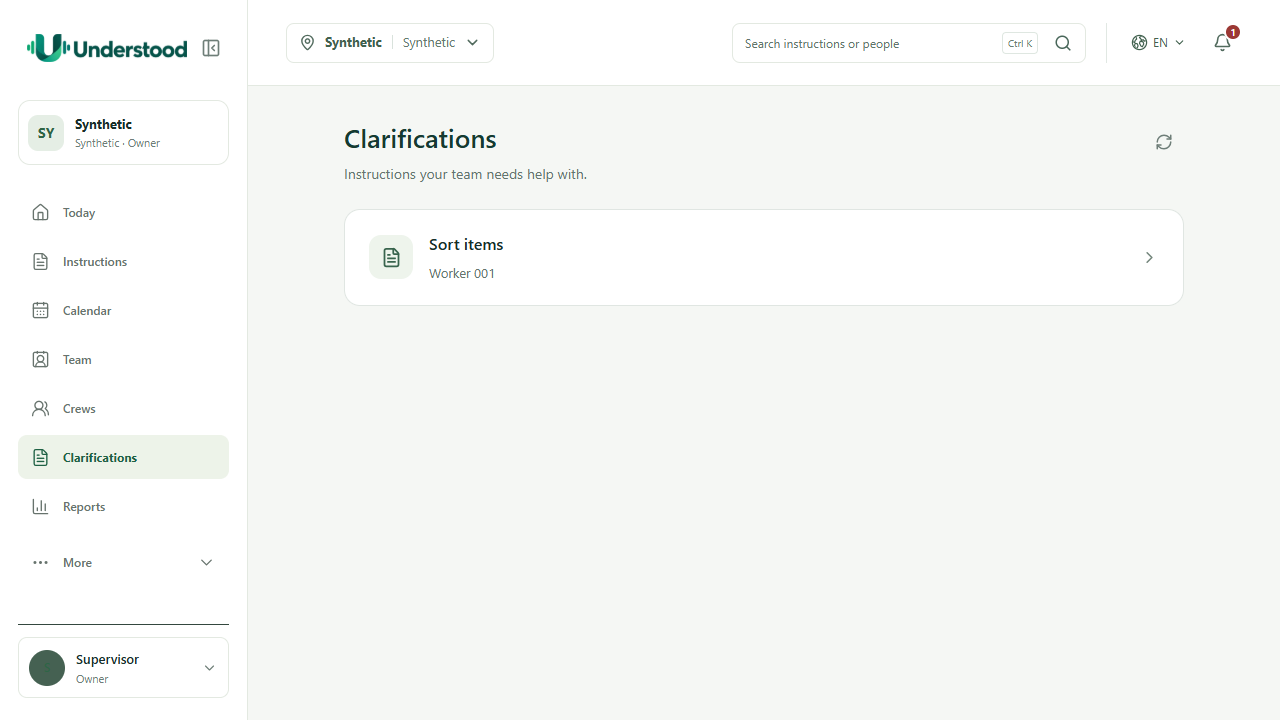 Understood
Synthetic Synthetic
Search instructions or people Ctrl K
EN
1
SY
Synthetic
Synthetic · Owner
Today
Instructions
Calendar
Team
Crews
Clarifications
Reports
More
Supervisor
Owner
Clarifications
Instructions your team needs help with.
Sort items
Worker 001